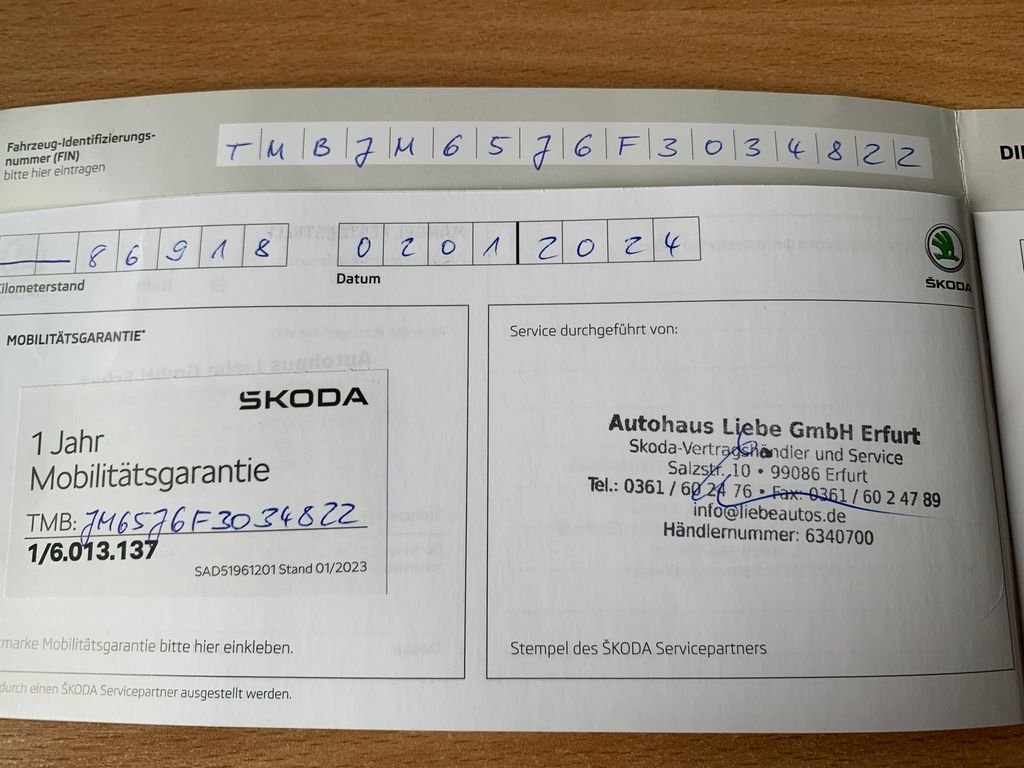 Fahrzeug-Identifizierungs-
nummer (FIN)
bitte hier eintragen
TMBJM6576F3034822
DI
86918
02012024
Kilometerstand
Datum
ŠKODA
MOBILITÄTSGARANTIE*
Service durchgeführt von:
ŠKODA
1 Jahr
Mobilitätsgarantie
TMB: JM6576F3034822
1/6.013.137
SAD51961201 Stand 01/2023
Autohaus Liebe GmbH Erfurt
Skoda-Vertragshändler und Service
Salzstr. 10 • 99086 Erfurt
Tel.: 0361 / 60 24 76 • Fax: 0361 / 60 2 47 89
info@liebeautos.de
Händlernummer: 6340700
marke Mobilitätsgarantie bitte hier einkleben.
Stempel des ŠKODA Servicepartners
durch einen ŠKODA Servicepartner ausgestellt werden.